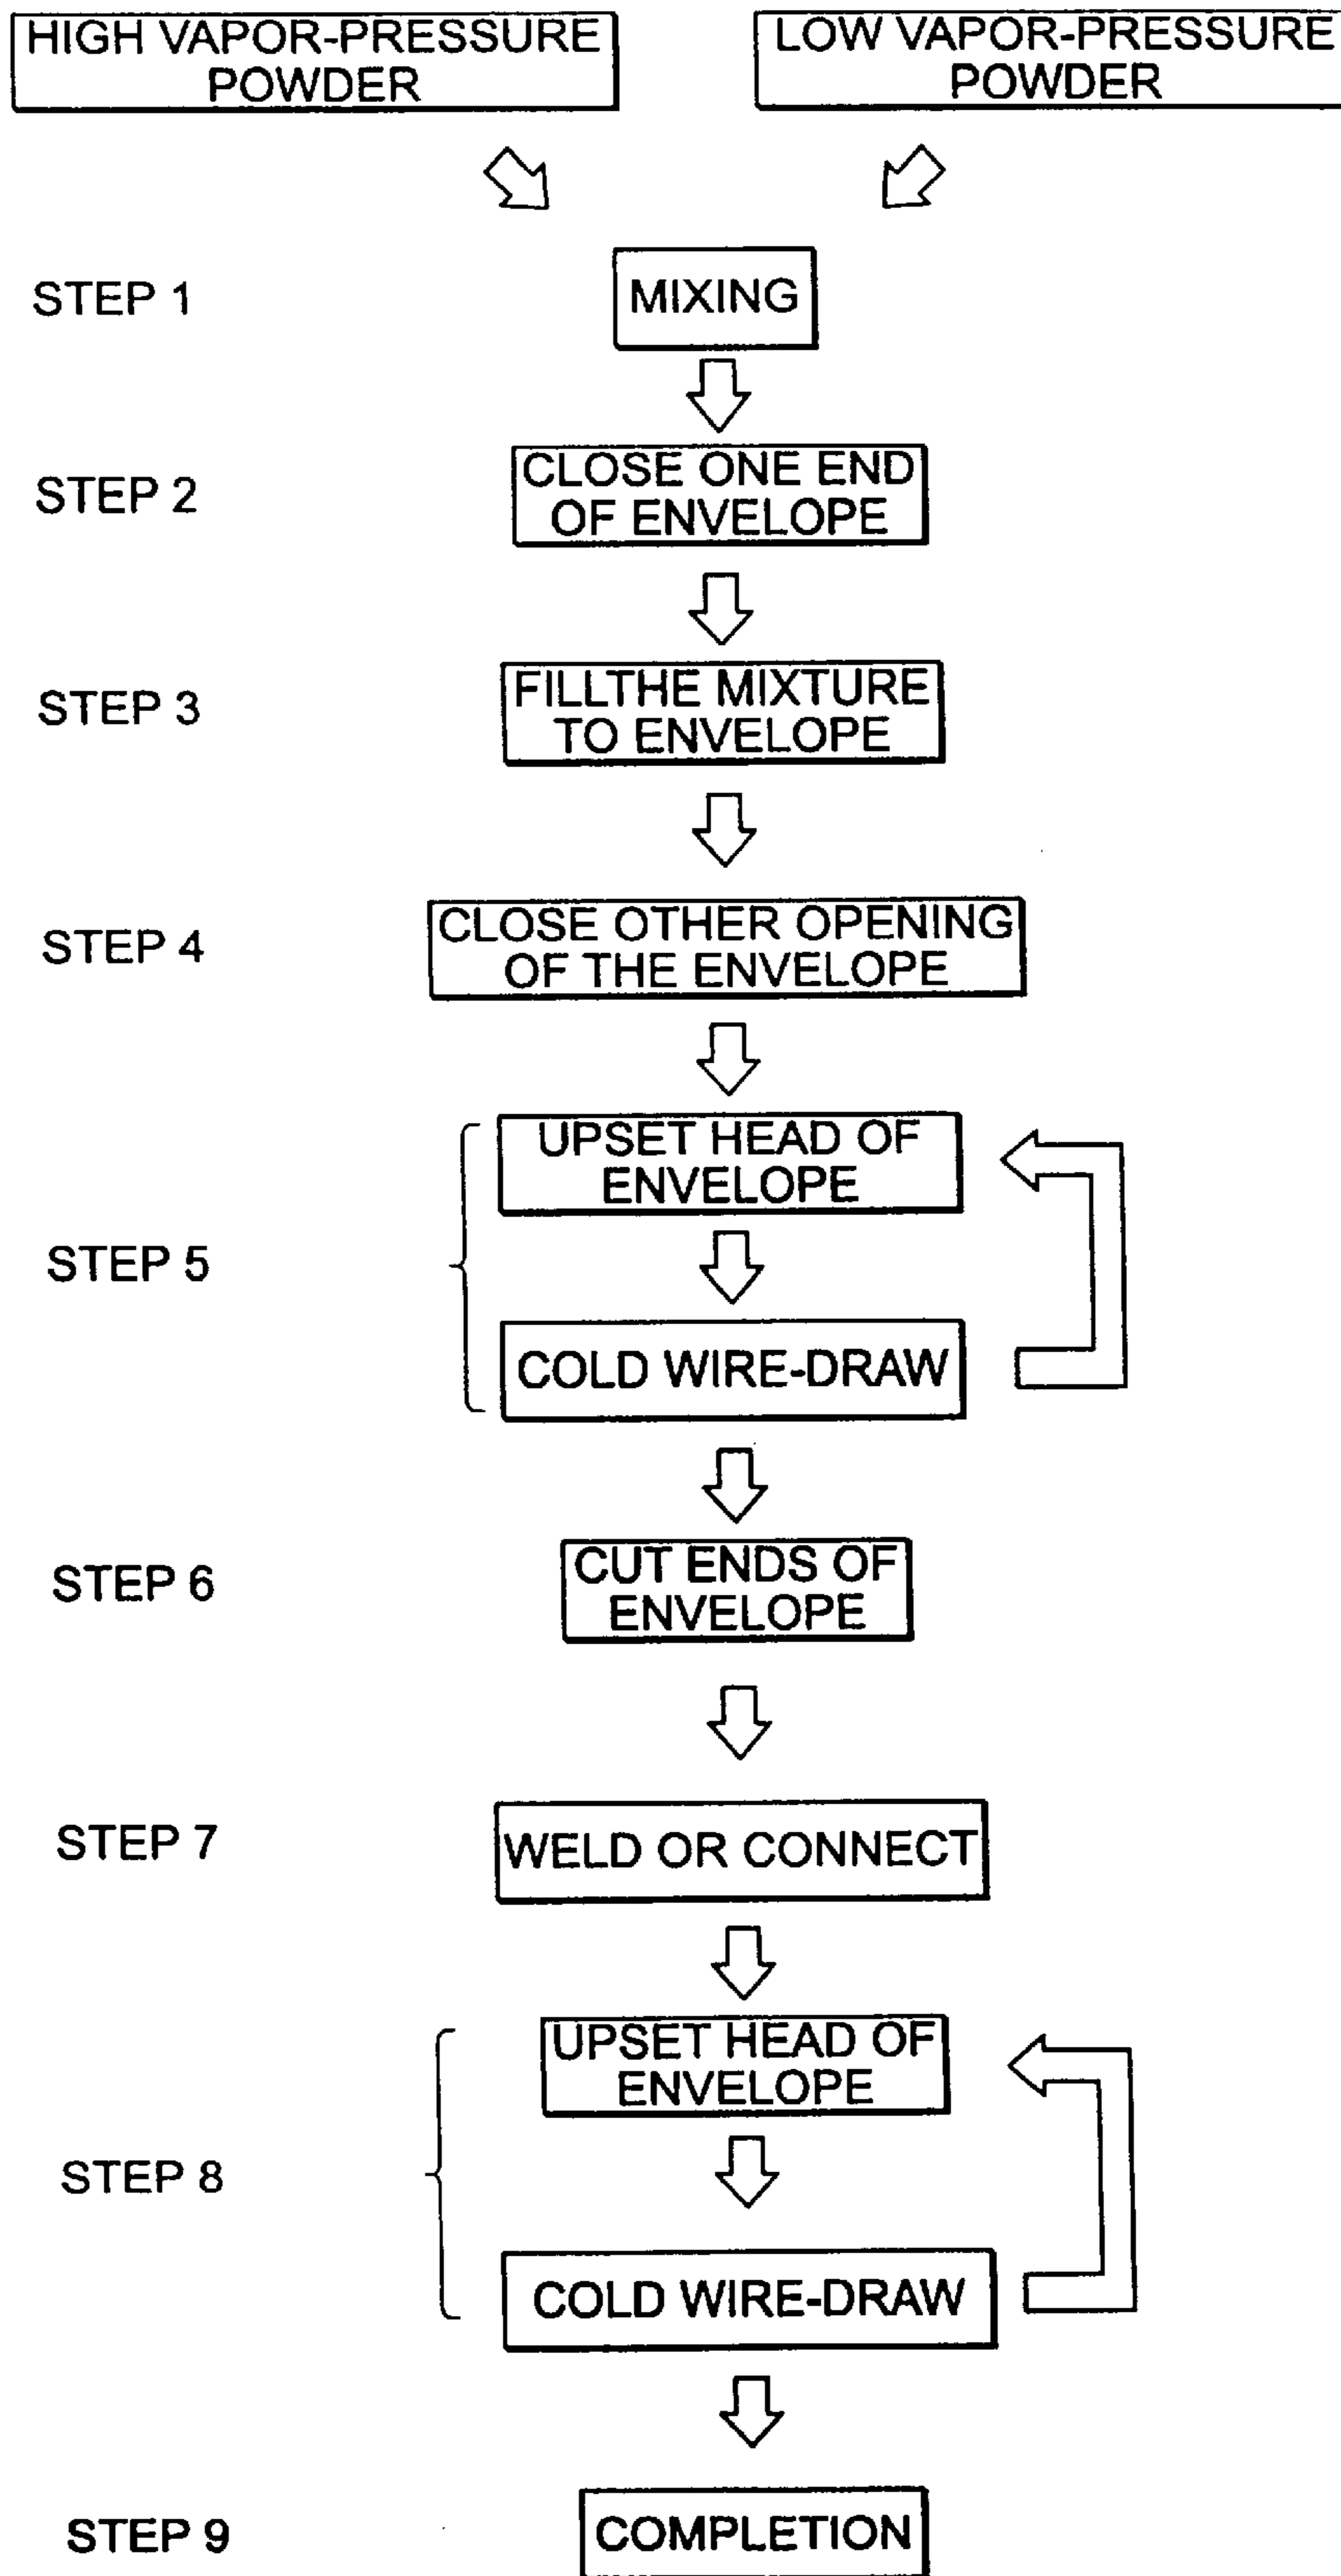 HIGH VAPOR-PRESSURE
POWDER
LOW VAPOR-PRESSURE
POWDER
STEP 1
MIXING
STEP 2
CLOSE ONE END
OF ENVELOPE
STEP 3
FILLTHE MIXTURE
TO ENVELOPE
STEP 4
CLOSE OTHER OPENING
OF THE ENVELOPE
STEP 5
UPSET HEAD OF
ENVELOPE
COLD WIRE-DRAW
STEP 6
CUT ENDS OF
ENVELOPE
STEP 7
WELD OR CONNECT
STEP 8
UPSET HEAD OF
ENVELOPE
COLD WIRE-DRAW
STEP 9
COMPLETION